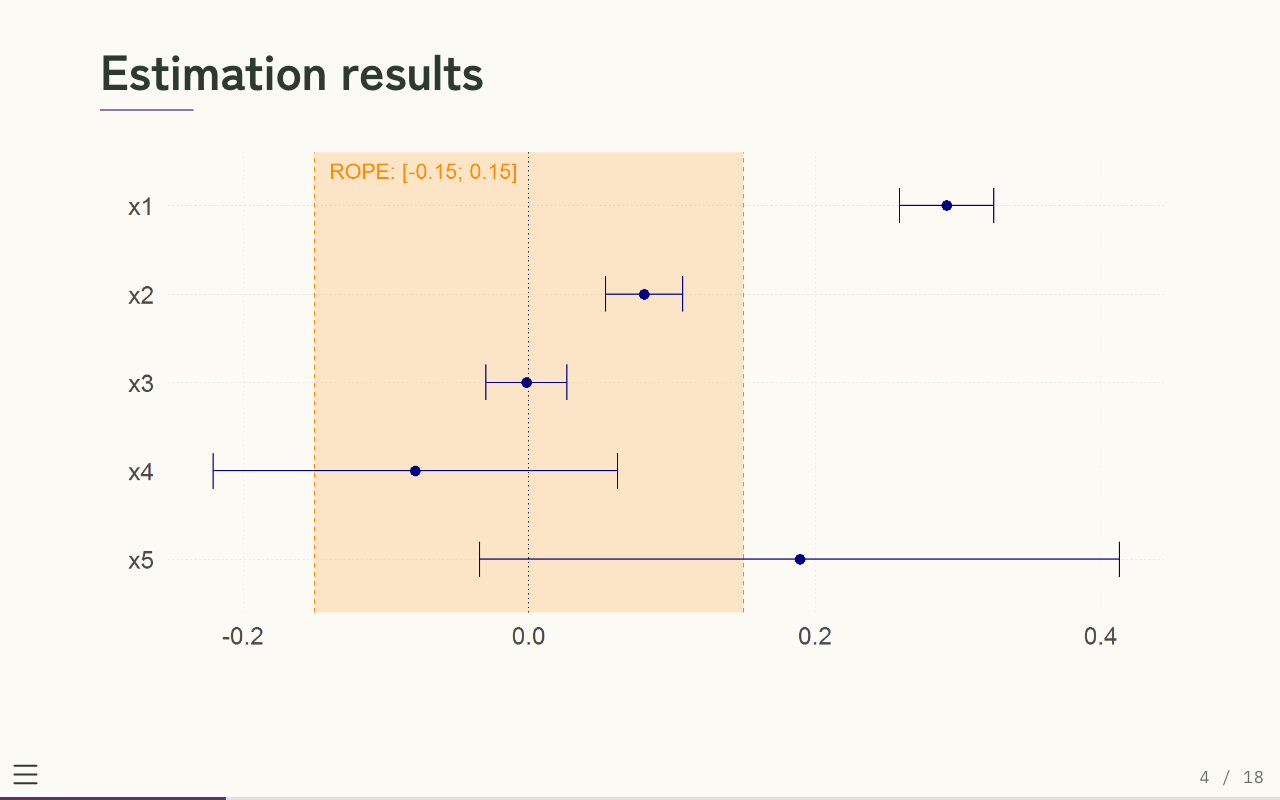 Estimation results
ROPE: [-0.15; 0.15]
x1
x2
x3
x4
x5
-0.2 0.0 0.2 0.4
4 / 18